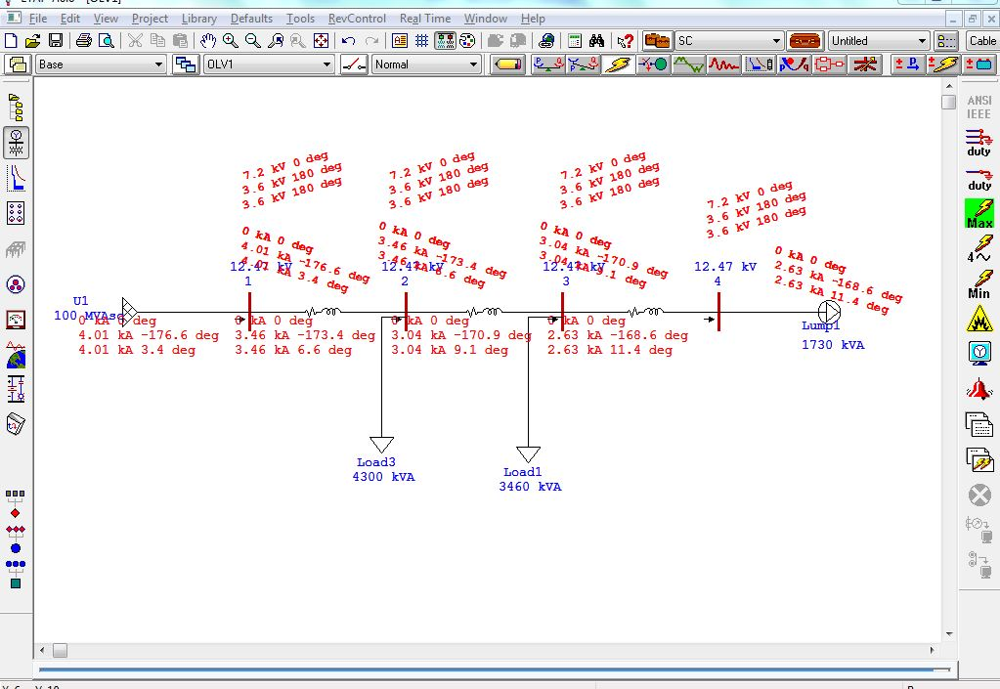 File Edit View Project Library Defaults Tools RevControl Real Time Window Help
SC Untitled Cable
Base OLV1 Normal
7.2 kV 0 deg
3.6 kV 180 deg
3.6 kV 180 deg
7.2 kV 0 deg
3.6 kV 180 deg
3.6 kV 180 deg
7.2 kV 0 deg
3.6 kV 180 deg
3.6 kV 180 deg
7.2 kV 0 deg
3.6 kV 180 deg
3.6 kV 180 deg
0 kA 0 deg
4.01 kA -176.6 deg
4.01 kA 3.4 deg
0 kA 0 deg
3.46 kA -173.4 deg
3.46 kA 6.6 deg
0 kA 0 deg
3.04 kA -170.9 deg
3.04 kA 9.1 deg
0 kA 0 deg
2.63 kA -168.6 deg
2.63 kA 11.4 deg
12.47 kV
1
12.47 kV
2
12.47 kV
3
12.47 kV
4
U1
100 MVAsc
0 kA 0 deg
4.01 kA -176.6 deg
4.01 kA 3.4 deg
0 kA 0 deg
3.46 kA -173.4 deg
3.46 kA 6.6 deg
0 kA 0 deg
3.04 kA -170.9 deg
3.04 kA 9.1 deg
0 kA 0 deg
2.63 kA -168.6 deg
2.63 kA 11.4 deg
Lump1
1730 kVA
Load3
4300 kVA
Load1
3460 kVA
ANSI
IEEE
duty
duty
Max
4
Min